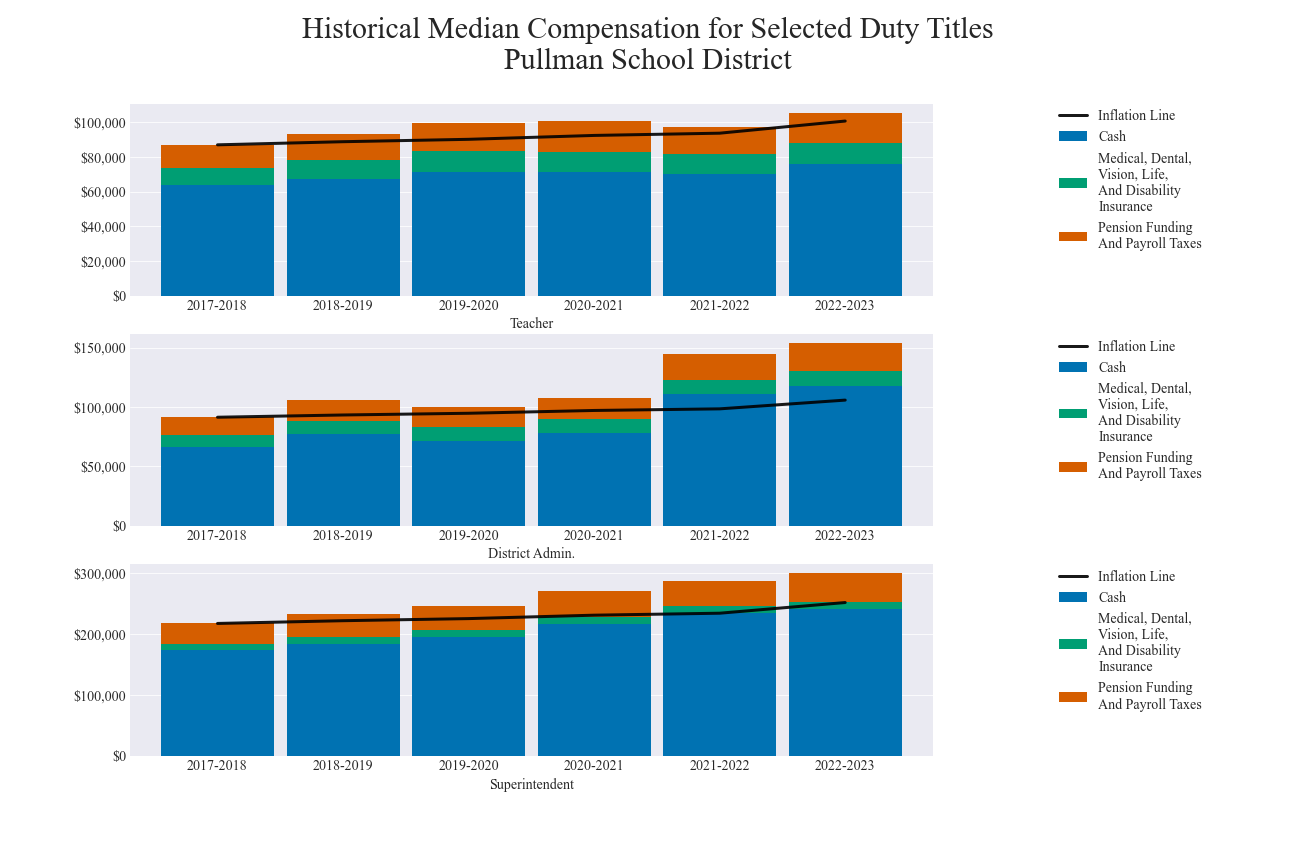 Historical Median Compensation for Selected Duty Titles
Pullman School District
$100,000
$80,000
$60,000
$40,000
$20,000
$0
2017-2018 2018-2019 2019-2020 2020-2021 2021-2022 2022-2023
Teacher
Inflation Line
Cash
Medical, Dental,
Vision, Life,
And Disability
Insurance
Pension Funding
And Payroll Taxes
$150,000
$100,000
$50,000
$0
2017-2018 2018-2019 2019-2020 2020-2021 2021-2022 2022-2023
District Admin.
Inflation Line
Cash
Medical, Dental,
Vision, Life,
And Disability
Insurance
Pension Funding
And Payroll Taxes
$300,000
$200,000
$100,000
$0
2017-2018 2018-2019 2019-2020 2020-2021 2021-2022 2022-2023
Superintendent
Inflation Line
Cash
Medical, Dental,
Vision, Life,
And Disability
Insurance
Pension Funding
And Payroll Taxes